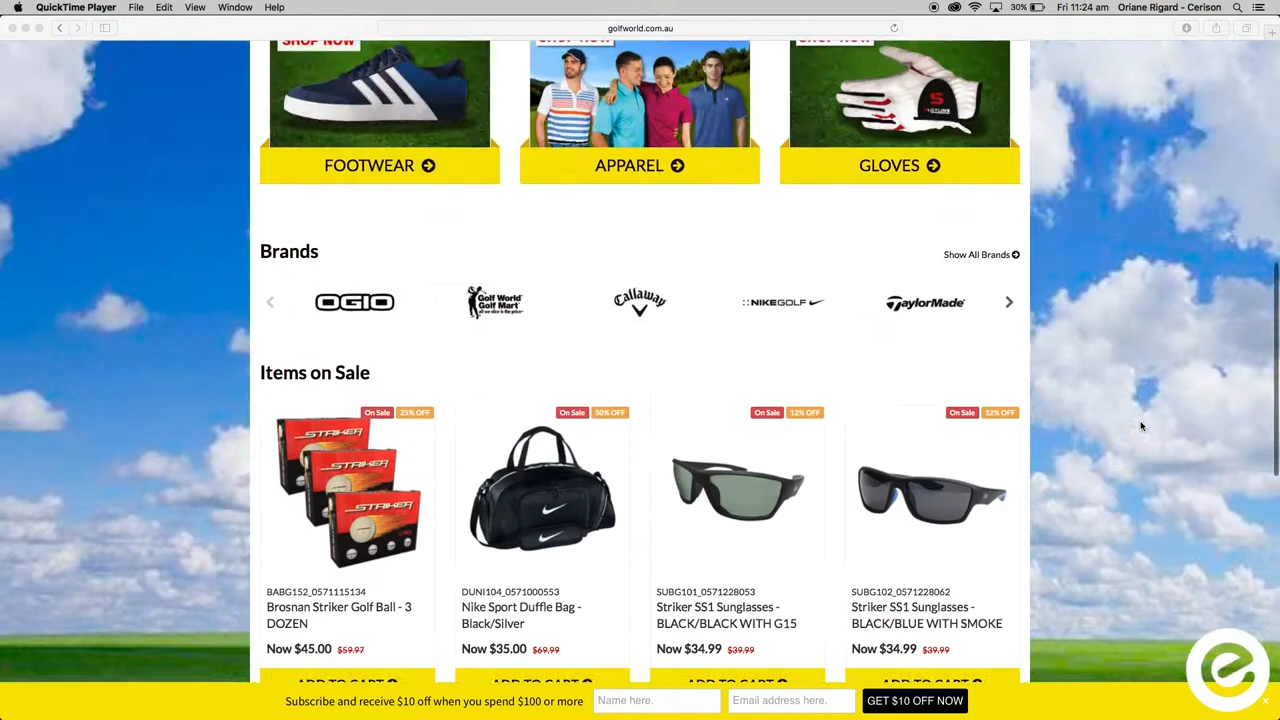 QuickTime Player File Edit View Window Help 30% Fri 11:24 am Oriane Rigard - Cerison
golfworld.com.au
SHOP NOW
FOOTWEAR APPAREL GLOVES
Brands
Show All Brands
OGIO Golf World Golf Mart Callaway NIKEGOLF TaylorMade
Items on Sale
On Sale 25% OFF On Sale 50% OFF On Sale 12% OFF On Sale 12% OFF
STRIKER
STRIKER
STRIKER
BABG152_0571115134 DUNI104_0571000553 SUBG101_0571228053 SUBG102_0571228062
Brosnan Striker Golf Ball - 3 Nike Sport Duffle Bag - Striker SS1 Sunglasses - Striker SS1 Sunglasses -
DOZEN Black/Silver BLACK/BLACK WITH G15 BLACK/BLUE WITH SMOKE
Now $45.00 $59.97 Now $35.00 $69.99 Now $34.99 $39.99 Now $34.99 $39.99
ADD TO CART ADD TO CART ADD TO CART ADD TO CART
Subscribe and receive $10 off when you spend $100 or more Name here. Email address here. GET $10 OFF NOW